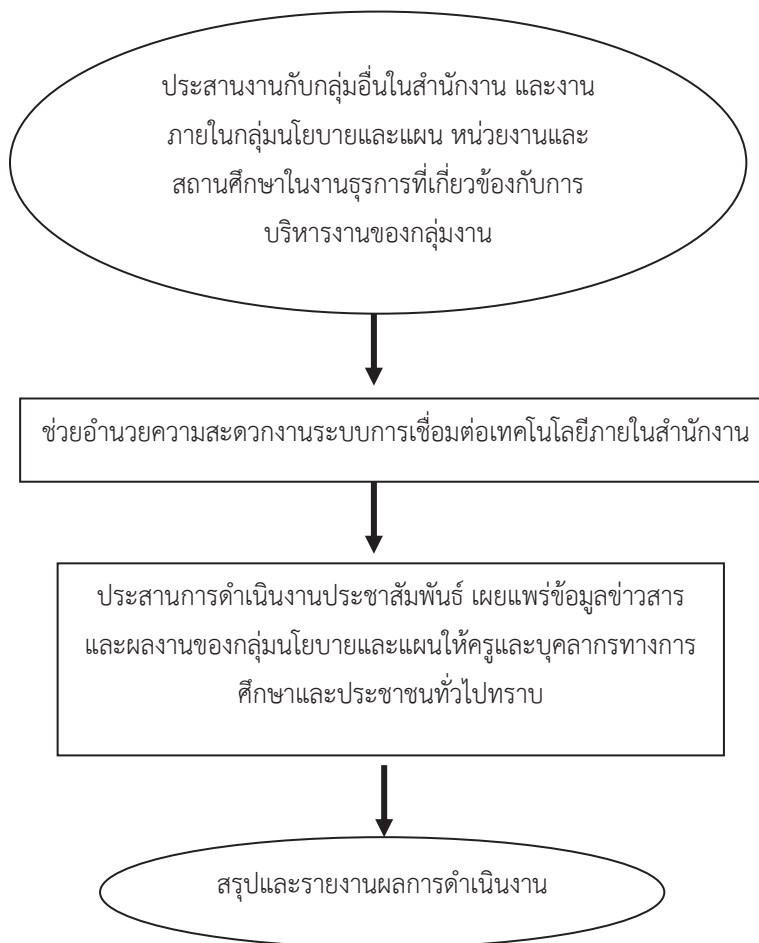 ประสานงานกับกลุ่มอื่นในสำนักงาน และงาน
ภายในกลุ่มนโยบายและแผน หน่วยงานและ
สถานศึกษาในงานธุรการที่เกี่ยวข้องกับการ
บริหารงานของกลุ่มงาน
ช่วยอำนวยความสะดวกงานระบบการเชื่อมต่อเทคโนโลยีภายในสำนักงาน
ประสานการดำเนินงานประชาสัมพันธ์ เผยแพร่ข้อมูลข่าวสาร
และผลงานของกลุ่มนโยบายและแผนให้ครูและบุคลากรทางการ
ศึกษาและประชาชนทั่วไปทราบ
สรุปและรายงานผลการดำเนินงาน